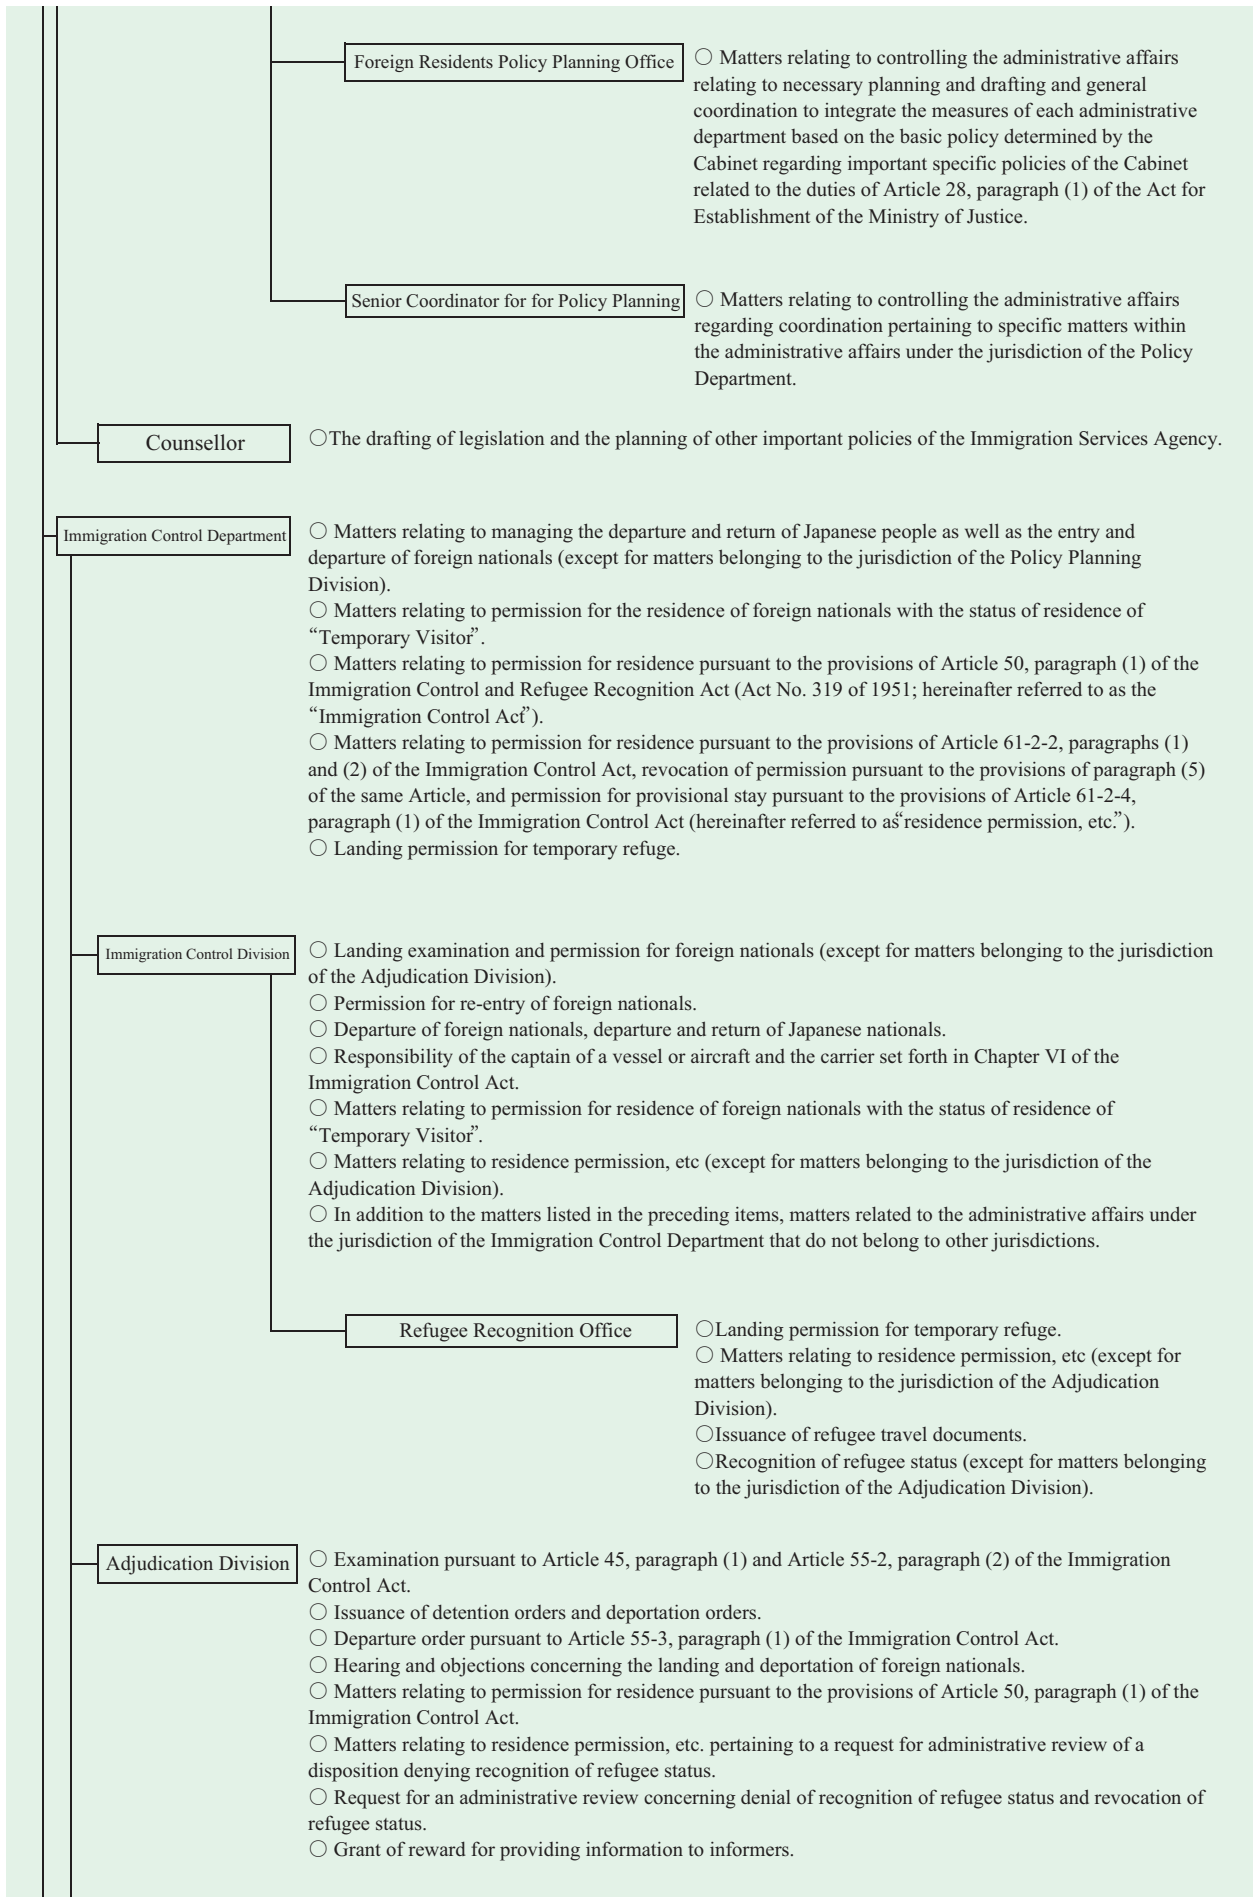 Foreign Residents Policy Planning Office
○ Matters relating to controlling the administrative affairs
relating to necessary planning and drafting and general
coordination to integrate the measures of each administrative
department based on the basic policy determined by the
Cabinet regarding important specific policies of the Cabinet
related to the duties of Article 28, paragraph (1) of the Act for
Establishment of the Ministry of Justice.
Senior Coordinator for for Policy Planning
○ Matters relating to controlling the administrative affairs
regarding coordination pertaining to specific matters within
the administrative affairs under the jurisdiction of the Policy
Department.
Counsellor
○The drafting of legislation and the planning of other important policies of the Immigration Services Agency.
Immigration Control Department
○ Matters relating to managing the departure and return of Japanese people as well as the entry and
departure of foreign nationals (except for matters belonging to the jurisdiction of the Policy Planning
Division).
○ Matters relating to permission for the residence of foreign nationals with the status of residence of
“Temporary Visitor”.
○ Matters relating to permission for residence pursuant to the provisions of Article 50, paragraph (1) of the
Immigration Control and Refugee Recognition Act (Act No. 319 of 1951; hereinafter referred to as the
“Immigration Control Act”).
○ Matters relating to permission for residence pursuant to the provisions of Article 61-2-2, paragraphs (1)
and (2) of the Immigration Control Act, revocation of permission pursuant to the provisions of paragraph (5)
of the same Article, and permission for provisional stay pursuant to the provisions of Article 61-2-4,
paragraph (1) of the Immigration Control Act (hereinafter referred to as“residence permission, etc.”).
○ Landing permission for temporary refuge.
Immigration Control Division
○ Landing examination and permission for foreign nationals (except for matters belonging to the jurisdiction
of the Adjudication Division).
○ Permission for re-entry of foreign nationals.
○ Departure of foreign nationals, departure and return of Japanese nationals.
○ Responsibility of the captain of a vessel or aircraft and the carrier set forth in Chapter VI of the
Immigration Control Act.
○ Matters relating to permission for residence of foreign nationals with the status of residence of
“Temporary Visitor”.
○ Matters relating to residence permission, etc (except for matters belonging to the jurisdiction of the
Adjudication Division).
○ In addition to the matters listed in the preceding items, matters related to the administrative affairs under
the jurisdiction of the Immigration Control Department that do not belong to other jurisdictions.
Refugee Recognition Office
○Landing permission for temporary refuge.
○ Matters relating to residence permission, etc (except for
matters belonging to the jurisdiction of the Adjudication
Division).
○Issuance of refugee travel documents.
○Recognition of refugee status (except for matters belonging
to the jurisdiction of the Adjudication Division).
Adjudication Division
○ Examination pursuant to Article 45, paragraph (1) and Article 55-2, paragraph (2) of the Immigration
Control Act.
○ Issuance of detention orders and deportation orders.
○ Departure order pursuant to Article 55-3, paragraph (1) of the Immigration Control Act.
○ Hearing and objections concerning the landing and deportation of foreign nationals.
○ Matters relating to permission for residence pursuant to the provisions of Article 50, paragraph (1) of the
Immigration Control Act.
○ Matters relating to residence permission, etc. pertaining to a request for administrative review of a
disposition denying recognition of refugee status.
○ Request for an administrative review concerning denial of recognition of refugee status and revocation of
refugee status.
○ Grant of reward for providing information to informers.